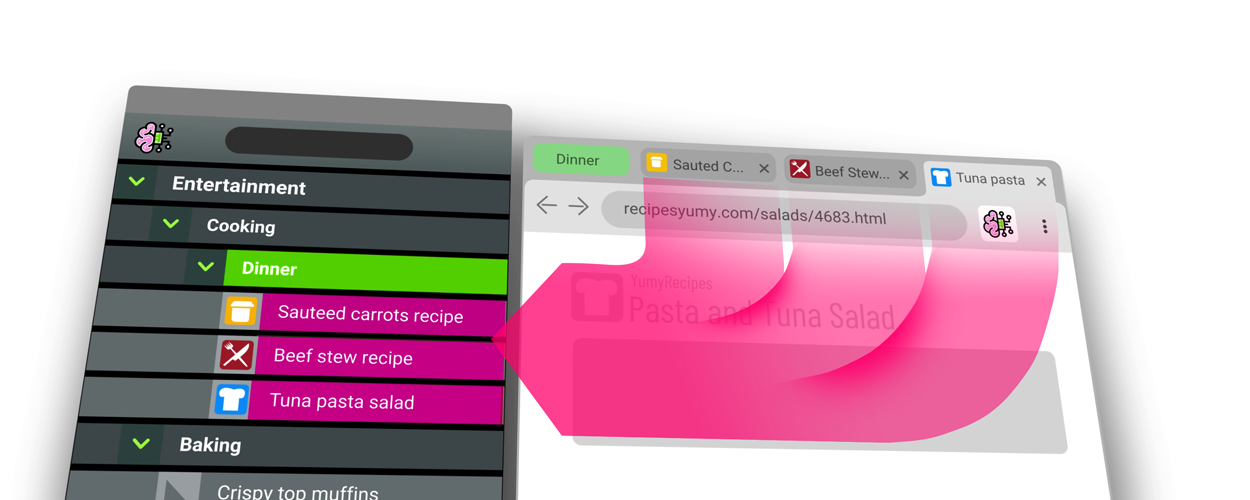 Entertainment
Cooking
Dinner
Sauteed carrots recipe
Beef stew recipe
Tuna pasta salad
Baking
Crispy top muffins
Dinner
Sauted C...
Beef Stew...
Tuna pasta
recipesyumy.com/salads/4683.html
YumyRecipes
Pasta and Tuna Salad